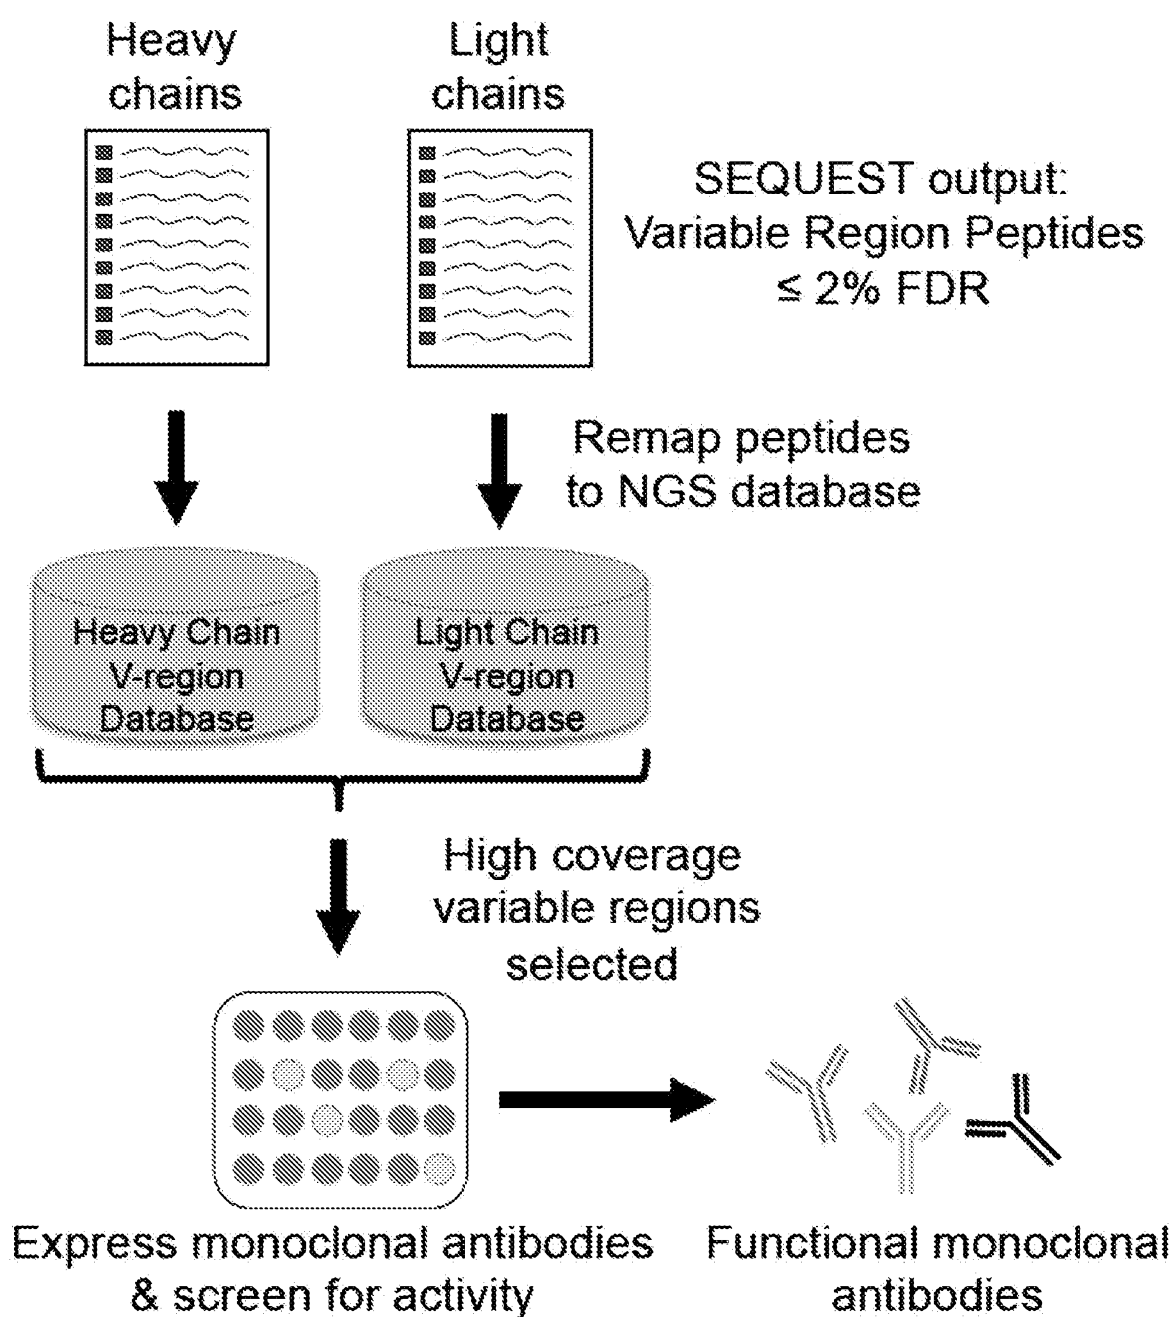 Heavy
chains
Light
chains
SEQUEST output:
Variable Region Peptides
≤ 2% FDR
Remap peptides
to NGS database
Heavy Chain
V-region
Database
Light Chain
V-region
Database
High coverage
variable regions
selected
Express monoclonal antibodies
& screen for activity
Functional monoclonal
antibodies